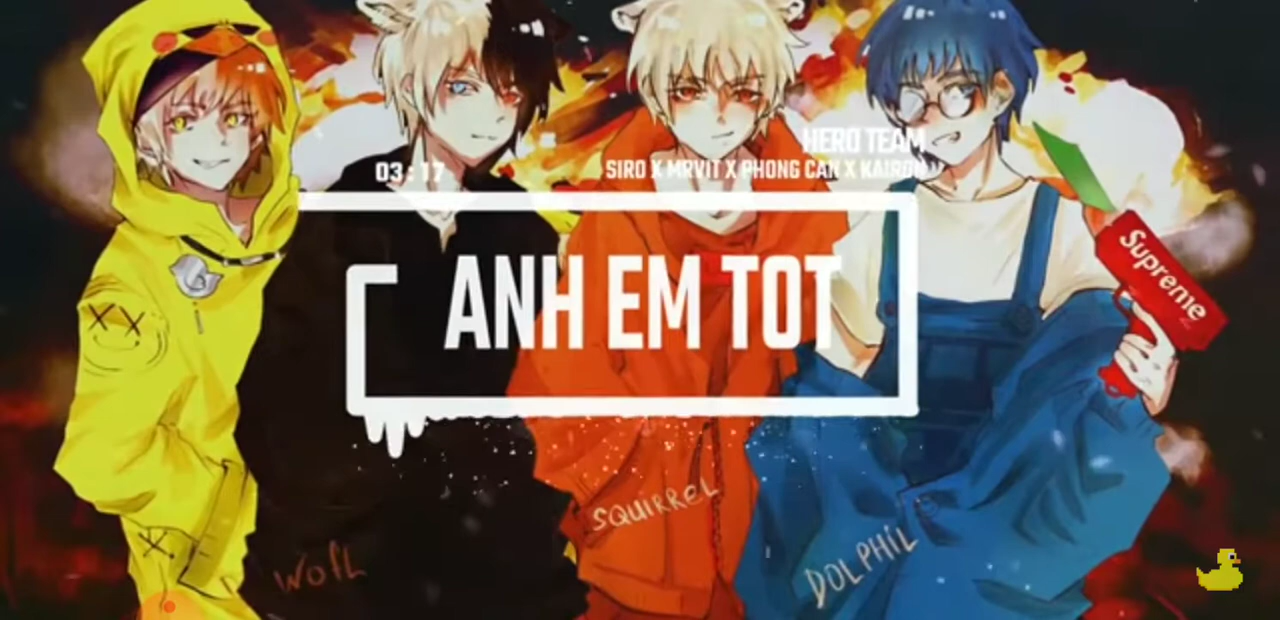 HERO TEAM
03:17
SIRO X MRVIT X PHONG CAN X KAIRON
ANH EM TOT
Supreme
SQUIRREL
WOFL
DOLPHIL